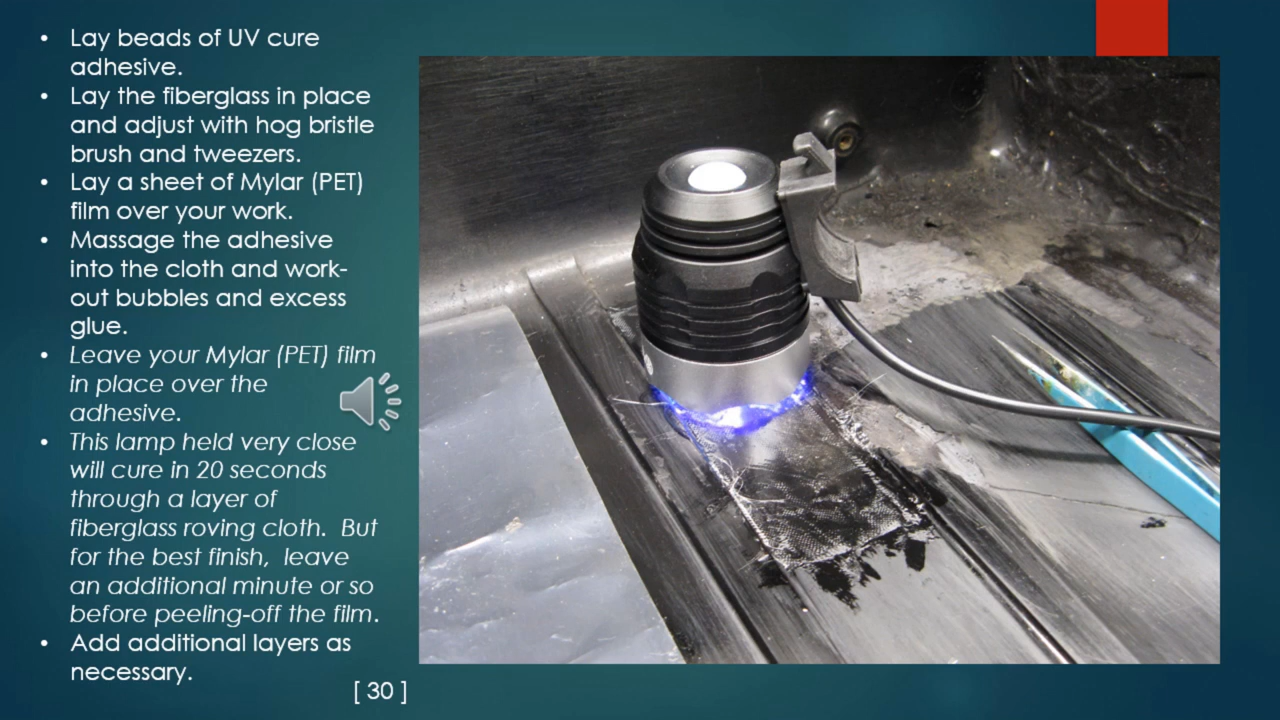 • Lay beads of UV cure
adhesive.
• Lay the fiberglass in place
and adjust with hog bristle
brush and tweezers.
• Lay a sheet of Mylar (PET)
film over your work.
• Massage the adhesive
into the cloth and work-
out bubbles and excess
glue.
• Leave your Mylar (PET) film
in place over the
adhesive.
• This lamp held very close
will cure in 20 seconds
through a layer of
fiberglass roving cloth.  But
for the best finish,  leave
an additional minute or so
before peeling-off the film.
• Add additional layers as
necessary.
[ 30 ]